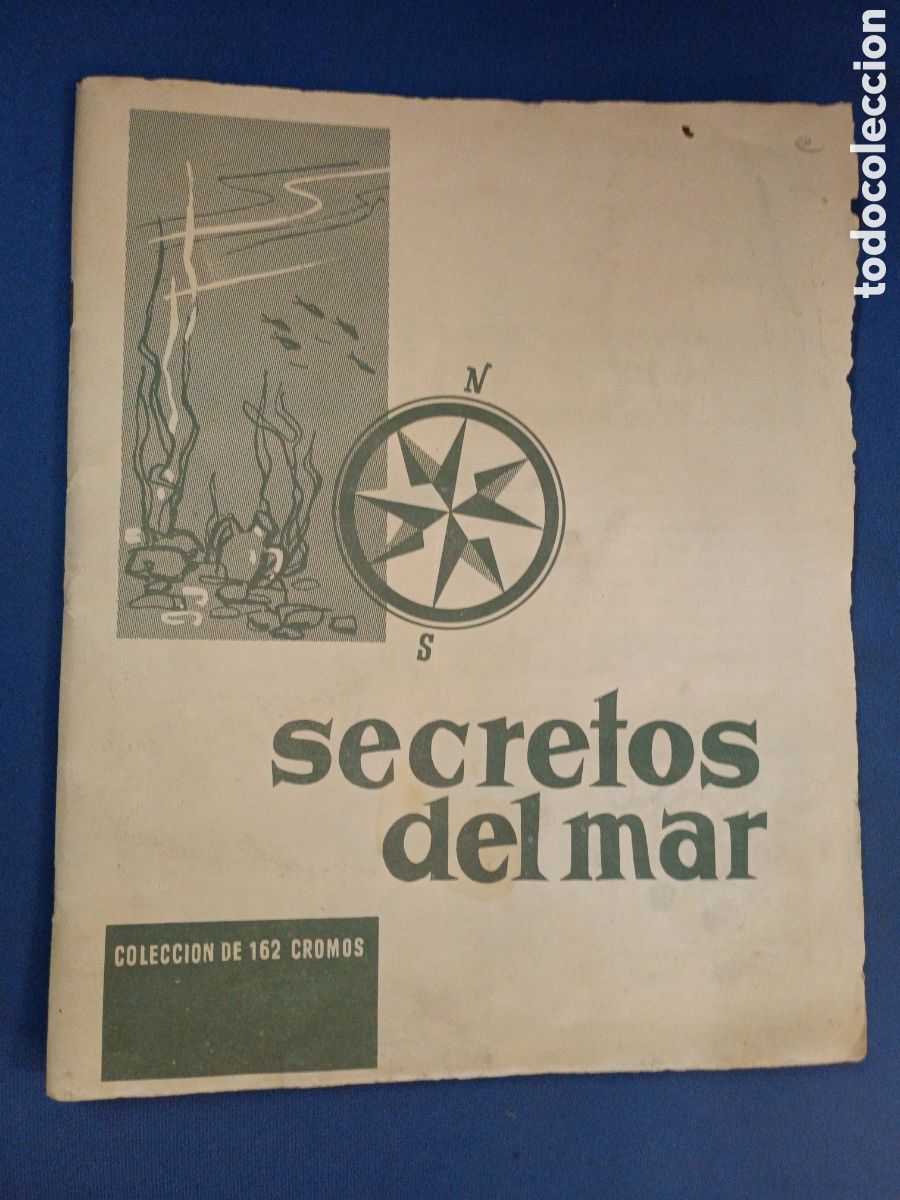 N
S
secretos
del mar
COLECCION DE 162 CROMOS
todocoleccion